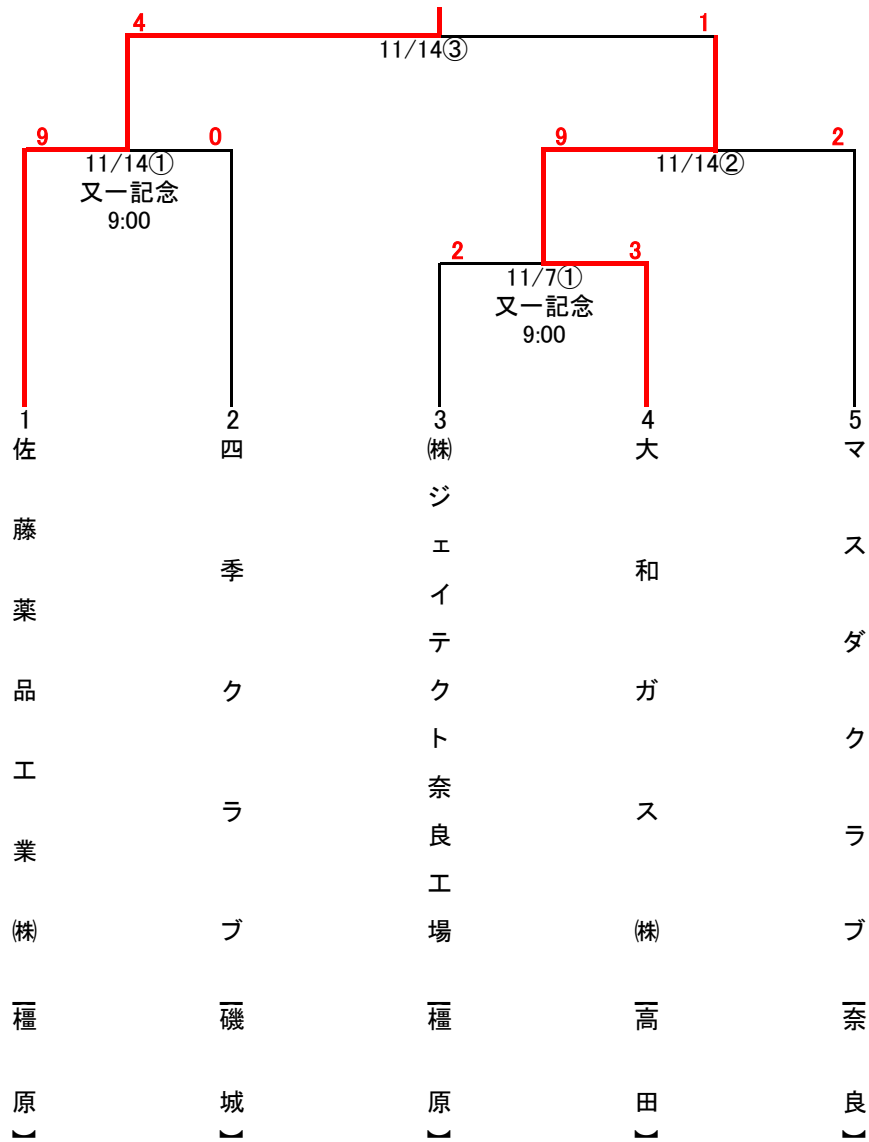 4
1
11/14③
9
0
9
2
11/14①
又一記念
9:00
11/14②
2
3
11/7①
又一記念
9:00
1
2
3
4
5
佐藤薬品工業㈱【橿原】
四季クラブ【磯城】
㈱ジェイテクト奈良工場【橿原】
大和ガス㈱【高田】
マスダクラブ【奈良】